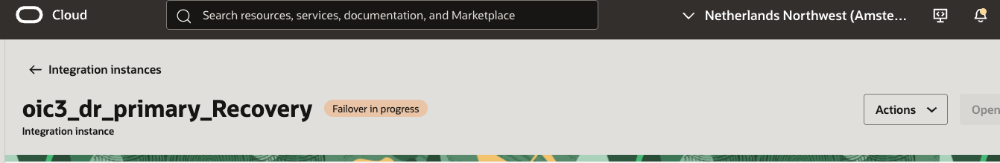 Cloud
Search resources, services, documentation, and Marketplace
Netherlands Northwest (Amste...
Integration instances
oic3_dr_primary_Recovery
Failover in progress
Actions
Open
Integration instance